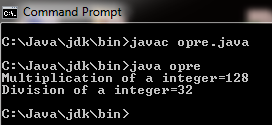 Command Prompt
C:\Java\jdk\bin>javac opre.java
C:\Java\jdk\bin>java opre
Multiplication of a integer=128
Division of a integer=32
C:\Java\jdk\bin>